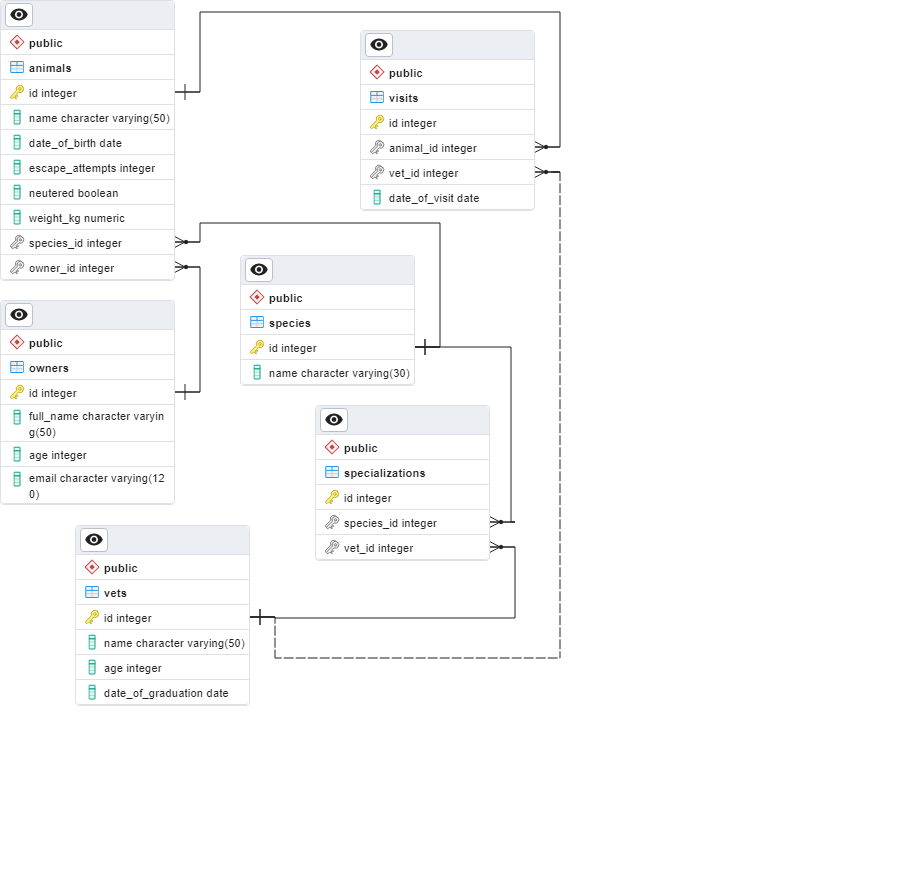 public
animals
id integer
name character varying(50)
date_of_birth date
escape_attempts integer
neutered boolean
weight_kg numeric
species_id integer
owner_id integer
public
visits
id integer
animal_id integer
vet_id integer
date_of_visit date
public
species
id integer
name character varying(30)
public
owners
id integer
full_name character varyin
g(50)
age integer
email character varying(12
0)
public
specializations
id integer
species_id integer
vet_id integer
public
vets
id integer
name character varying(50)
age integer
date_of_graduation date